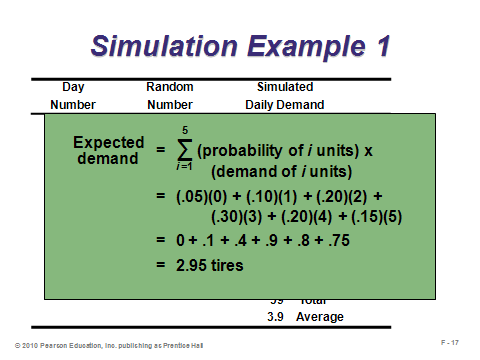 Simulation Example 1
Day Random Simulated
Number Number Daily Demand
5
Expected = ∑ (probability of i units) x
demand
i =1
(demand of i units)
= (.05)(0) + (.10)(1) + (.20)(2) +
(.30)(3) + (.20)(4) + (.15)(5)
= 0 + .1 + .4 + .9 + .8 + .75
= 2.95 tires
39 Total
3.9 Average
© 2010 Pearson Education, Inc. publishing as Prentice Hall
F - 17